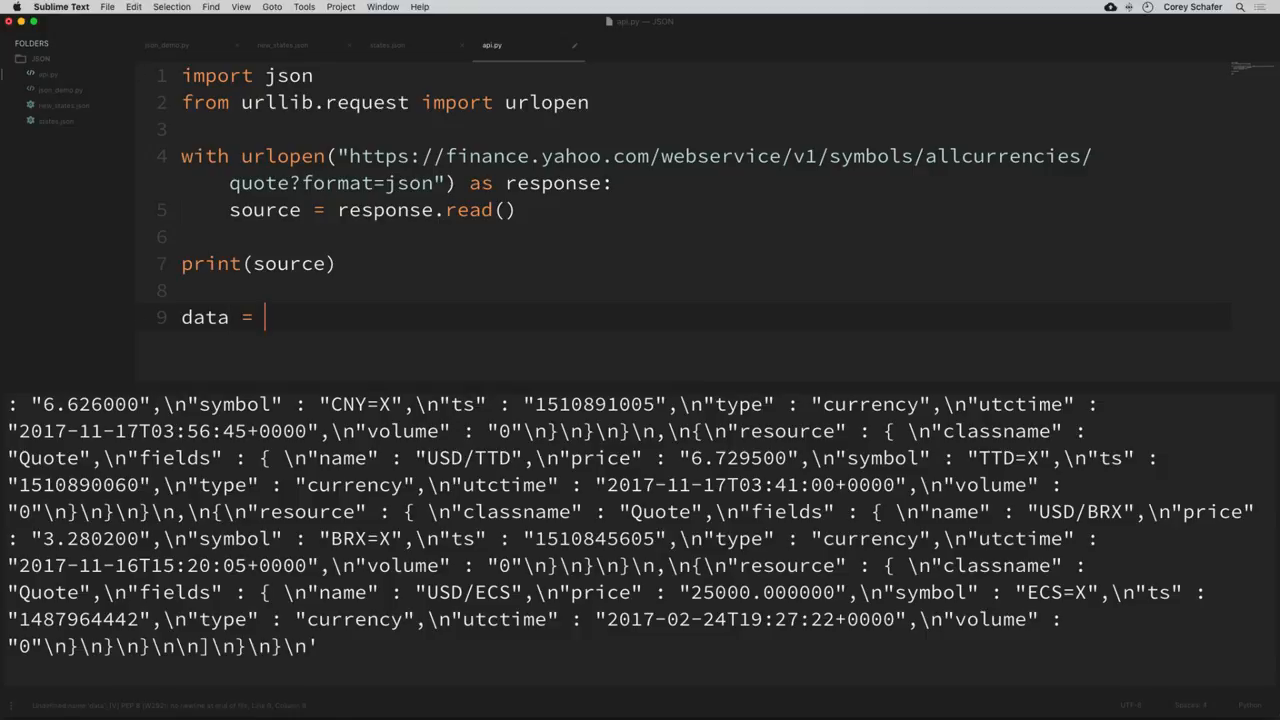 Sublime Text File Edit Selection Find View Goto Tools Project Window Help Corey Schafer
api.py — JSON
FOLDERS
JSON
api.py
json_demo.py
new_states.json
states.json
json_demo.py new_states.json states.json api.py
1 import json
2 from urllib.request import urlopen
3
4 with urlopen("https://finance.yahoo.com/webservice/v1/symbols/allcurrencies/
quote?format=json") as response:
5 source = response.read()
6
7 print(source)
8
9 data =
: "6.626000",\n"symbol" : "CNY=X",\n"ts" : "1510891005",\n"type" : "currency",\n"utctime" :
"2017-11-17T03:56:45+0000",\n"volume" : "0"\n}\n}\n}\n,\n{\n"resource" : { \n"classname" :
"Quote",\n"fields" : { \n"name" : "USD/TTD",\n"price" : "6.729500",\n"symbol" : "TTD=X",\n"ts" :
"1510890060",\n"type" : "currency",\n"utctime" : "2017-11-17T03:41:00+0000",\n"volume" :
"0"\n}\n}\n}\n,\n{\n"resource" : { \n"classname" : "Quote",\n"fields" : { \n"name" : "USD/BRX",\n"price"
: "3.280200",\n"symbol" : "BRX=X",\n"ts" : "1510845605",\n"type" : "currency",\n"utctime" :
"2017-11-16T15:20:05+0000",\n"volume" : "0"\n}\n}\n}\n,\n{\n"resource" : { \n"classname" :
"Quote",\n"fields" : { \n"name" : "USD/ECS",\n"price" : "25000.000000",\n"symbol" : "ECS=X",\n"ts" :
"1487964442",\n"type" : "currency",\n"utctime" : "2017-02-24T19:27:22+0000",\n"volume" :
"0"\n}\n}\n}\n\n]\n}\n}\n'
UTF-8 Spaces: 4 Python